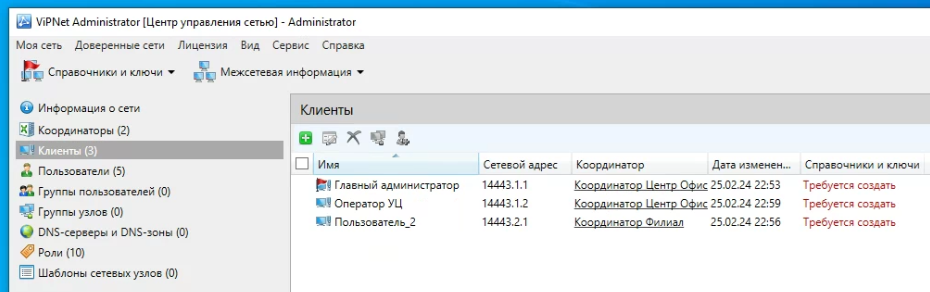 ViPNet Administrator [Центр управления сетью] - Administrator
Моя сеть Доверенные сети Лицензия Вид Сервис Справка
Справочники и ключи Межсетевая информация
Информация о сети
Координаторы (2)
Клиенты (3)
Пользователи (5)
Группы пользователей (0)
Группы узлов (0)
DNS-серверы и DNS-зоны (0)
Роли (10)
Шаблоны сетевых узлов (0)
Клиенты
Имя Сетевой адрес Координатор Дата изменен... Справочники и ключи
Главный администратор 14443.1.1 Координатор Центр Офис 25.02.24 22:53 Требуется создать
Оператор УЦ 14443.1.2 Координатор Центр Офис 25.02.24 22:59 Требуется создать
Пользователь_2 14443.2.1 Координатор Филиал 25.02.24 22:56 Требуется создать